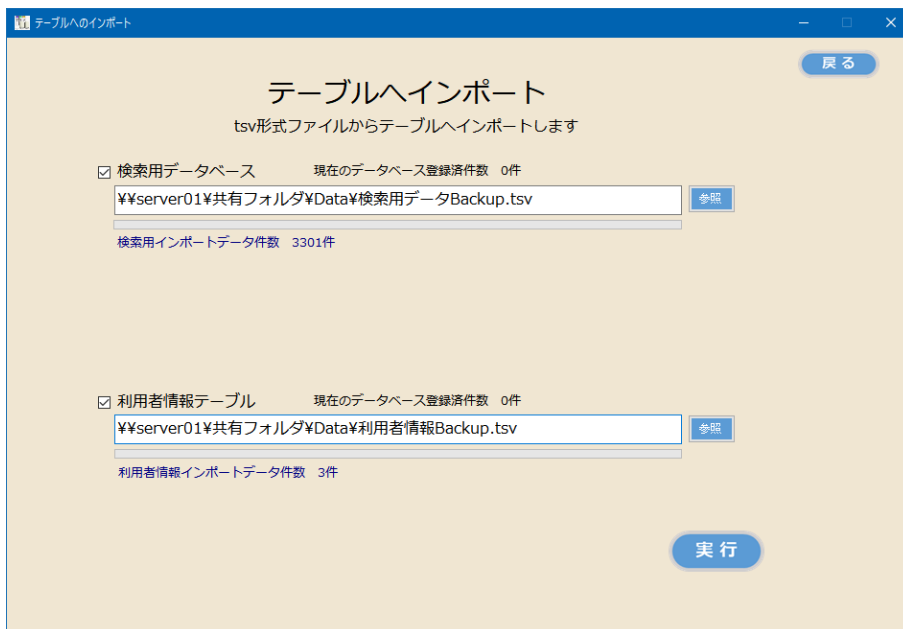 テーブルへのインポート
戻る
テーブルへインポート
tsv形式ファイルからテーブルへインポートします
検索用データベース 現在のデータベース登録済件数 0件
¥¥server01¥共有フォルダ¥Data¥検索用データBackup.tsv 参照
検索用インポートデータ件数 3301件
利用者情報テーブル 現在のデータベース登録済件数 0件
¥¥server01¥共有フォルダ¥Data¥利用者情報Backup.tsv 参照
利用者情報インポートデータ件数 3件
実行